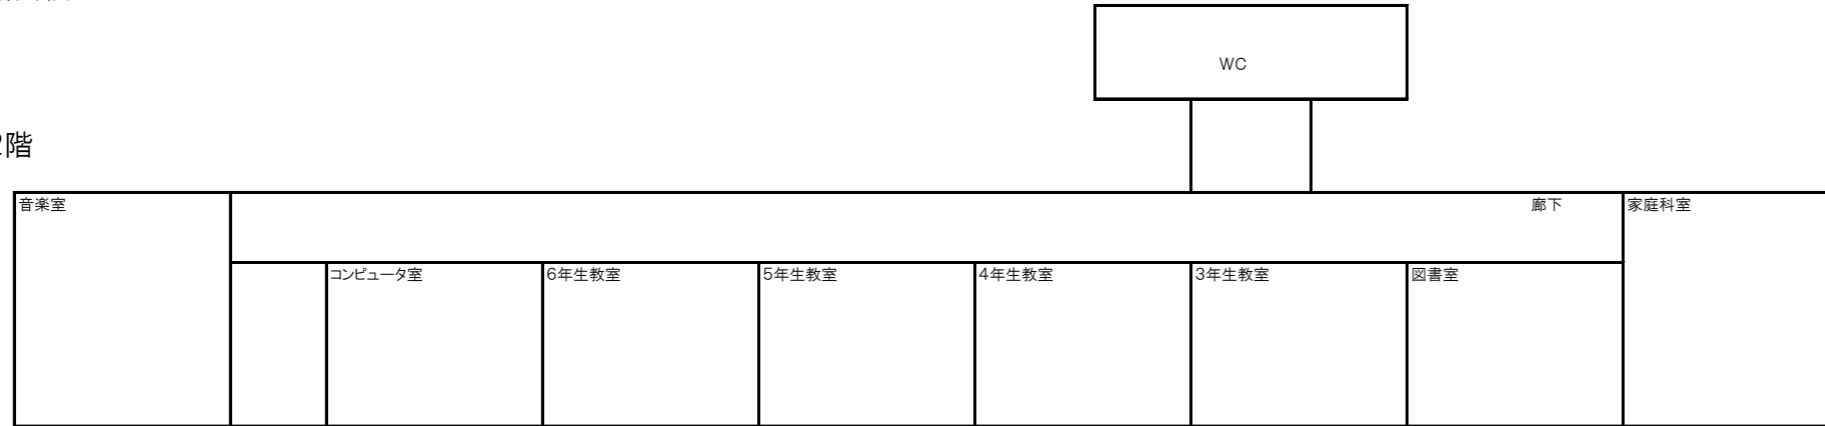 WC
2階
音楽室
廊下
家庭科室
コンピュータ室
6年生教室
5年生教室
4年生教室
3年生教室
図書室